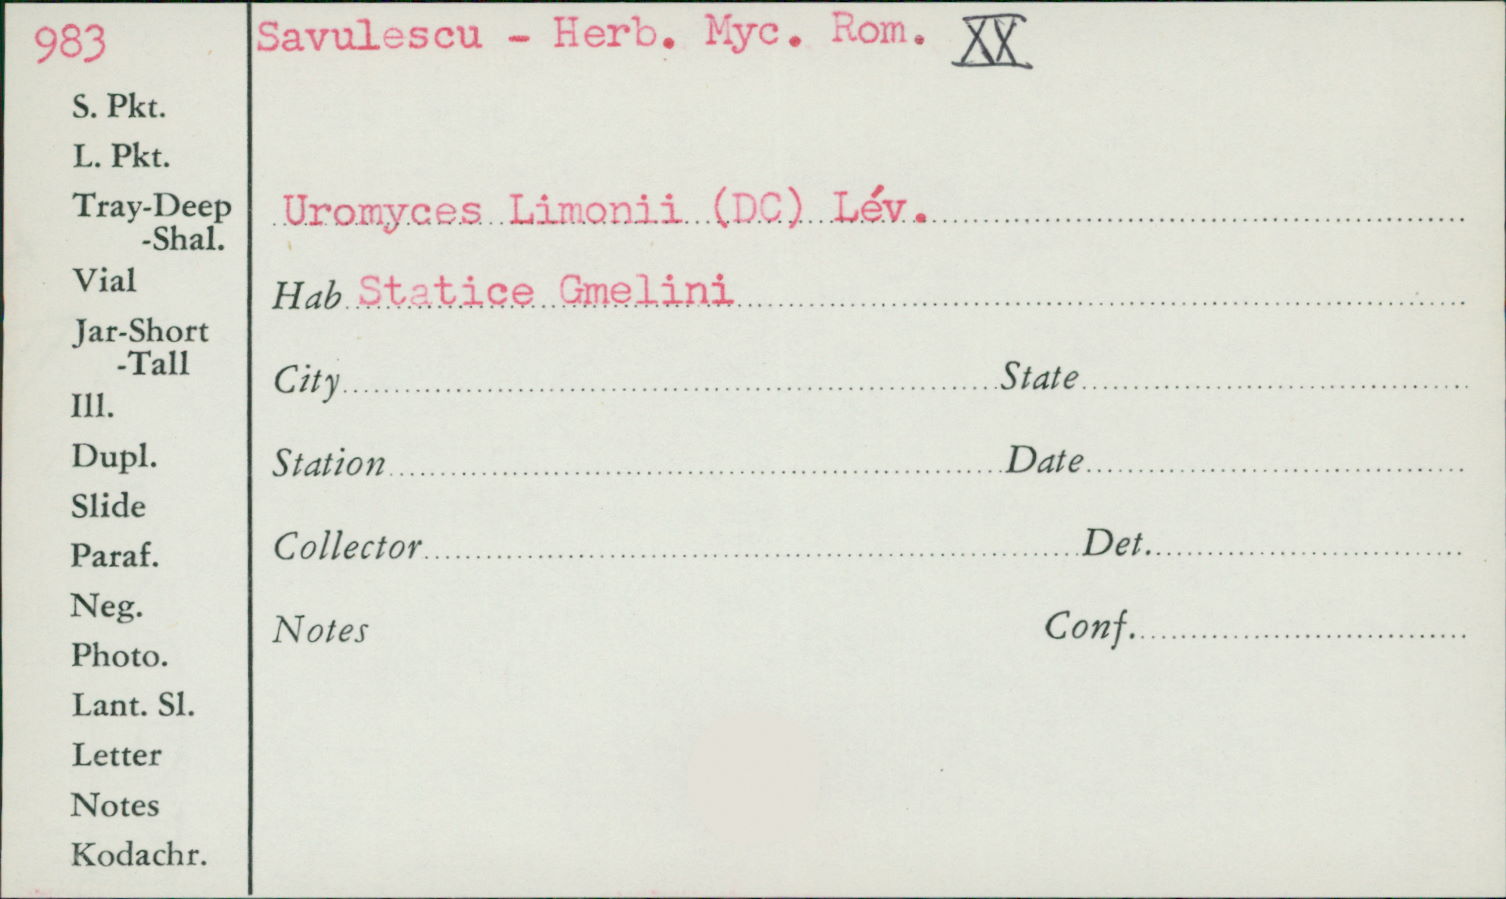 983
Savulescu - Herb. Myc. Rom. XX
S. Pkt.
L. Pkt.
Tray-Deep
-Shal.
Vial
Jar-Short
-Tall
Ill.
Dupl.
Slide
Paraf.
Neg.
Photo.
Lant. Sl.
Letter
Notes
Kodachr.
Uromyces Limonii (DC) Lév.
Hab Statice Gmelini
City State
Station Date
Collector Det.
Notes Conf.